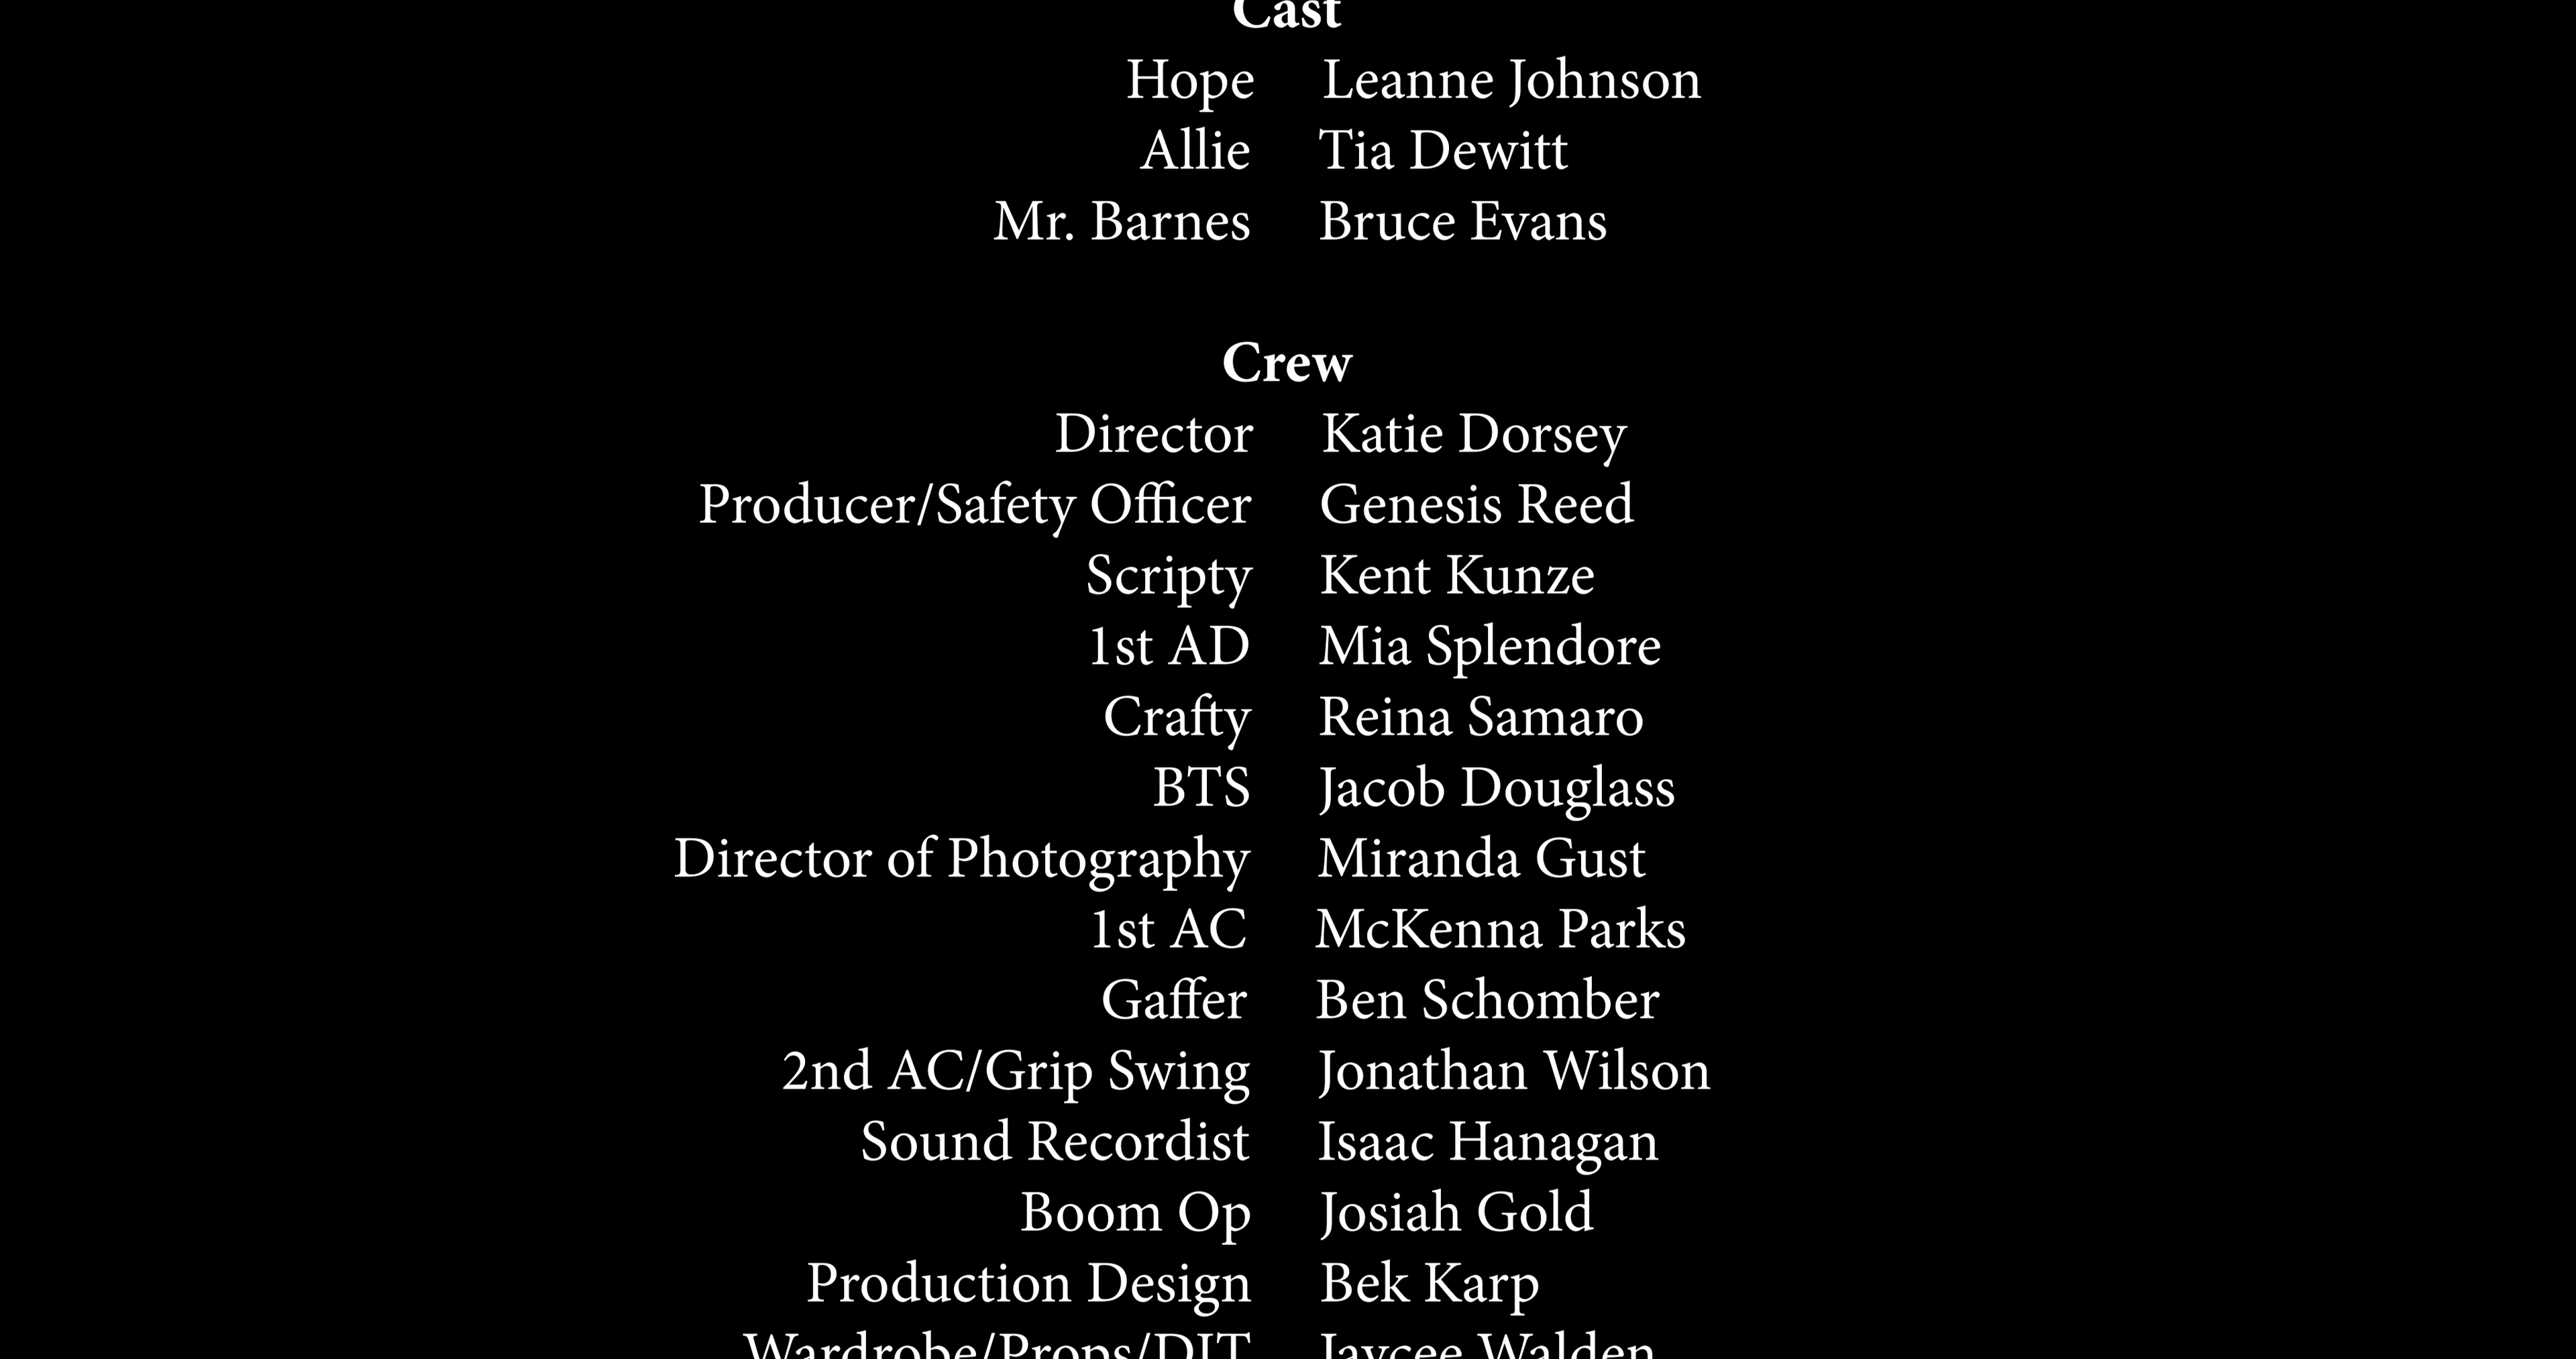 Cast
Hope Leanne Johnson
Allie Tia Dewitt
Mr. Barnes Bruce Evans
Crew
Director Katie Dorsey
Producer/Safety Officer Genesis Reed
Scripty Kent Kunze
1st AD Mia Splendore
Crafty Reina Samaro
BTS Jacob Douglass
Director of Photography Miranda Gust
1st AC McKenna Parks
Gaffer Ben Schomber
2nd AC/Grip Swing Jonathan Wilson
Sound Recordist Isaac Hanagan
Boom Op Josiah Gold
Production Design Bek Karp
Wardrobe/Props/DIT Jaycee Walden